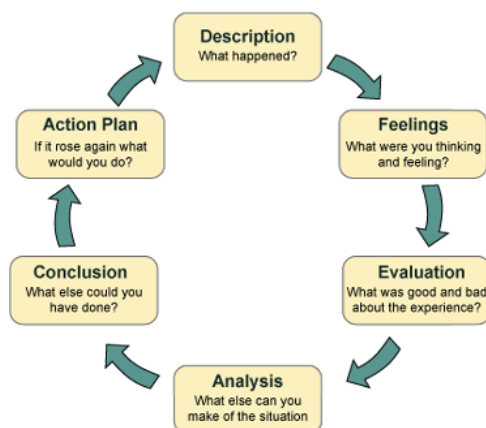 Description
What happened?
Feelings
What were you thinking
and feeling?
Evaluation
What was good and bad
about the experience?
Analysis
What else can you
make of the situation
Conclusion
What else could you
have done?
Action Plan
If it rose again what
would you do?